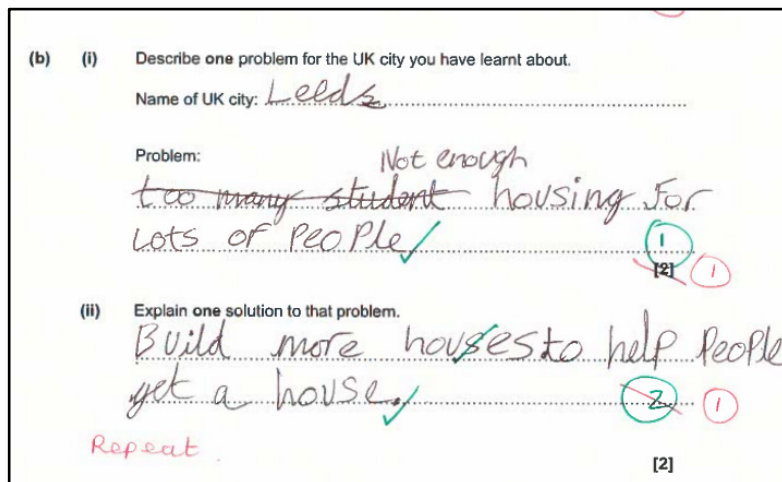 (b) (i) Describe one problem for the UK city you have learnt about.
Name of UK city: Leeds
Problem:
Not enough
too many student housing for
Lots of People
1
[2] 1
(ii) Explain one solution to that problem.
Build more houses to help People
get a house.
2 1
Repeat
[2]